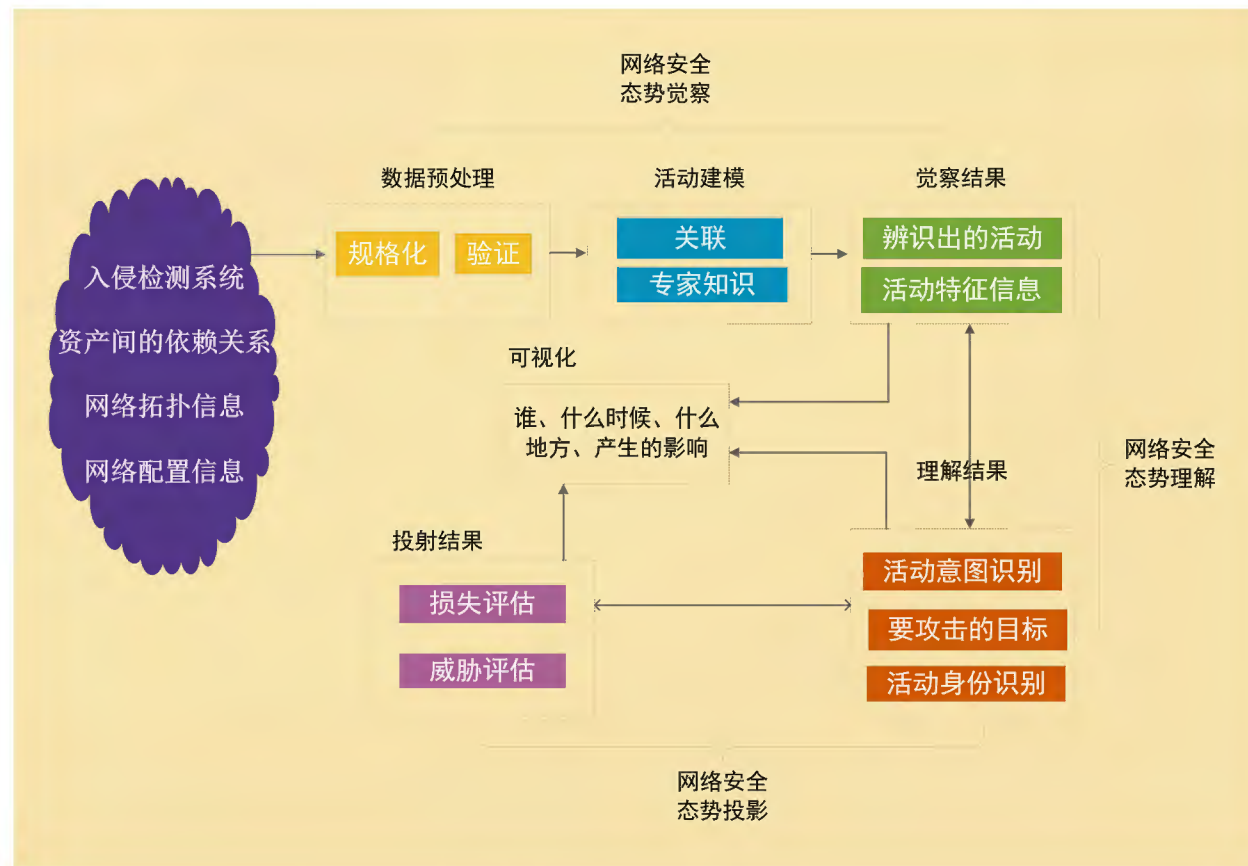 网络安全
态势觉察
数据预处理
活动建模
觉察结果
规格化
验证
关联
专家知识
辨识出的活动
活动特征信息
入侵检测系统
资产间的依赖关系
网络拓扑信息
网络配置信息
可视化
谁、什么时候、什么
地方、产生的影响
理解结果
网络安全
态势理解
投射结果
损失评估
威胁评估
活动意图识别
要攻击的目标
活动身份识别
网络安全
态势投影